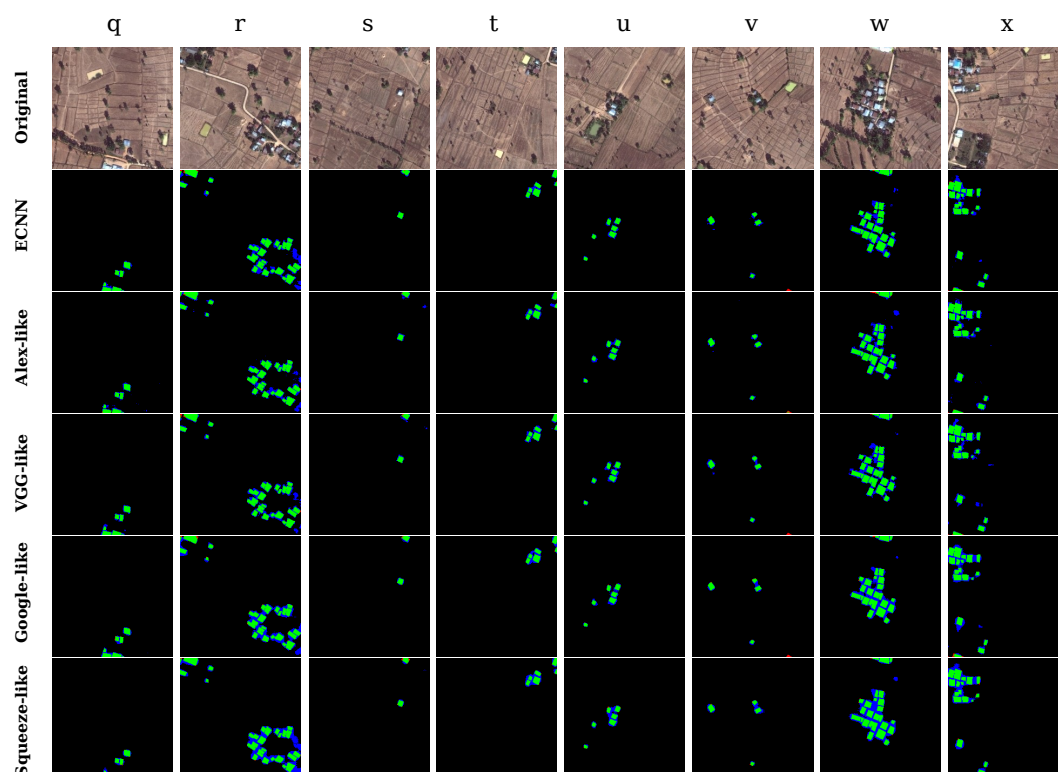 q r s t u v w x
Original
ECNN
Alex-like
VGG-like
Google-like
Squeeze-like